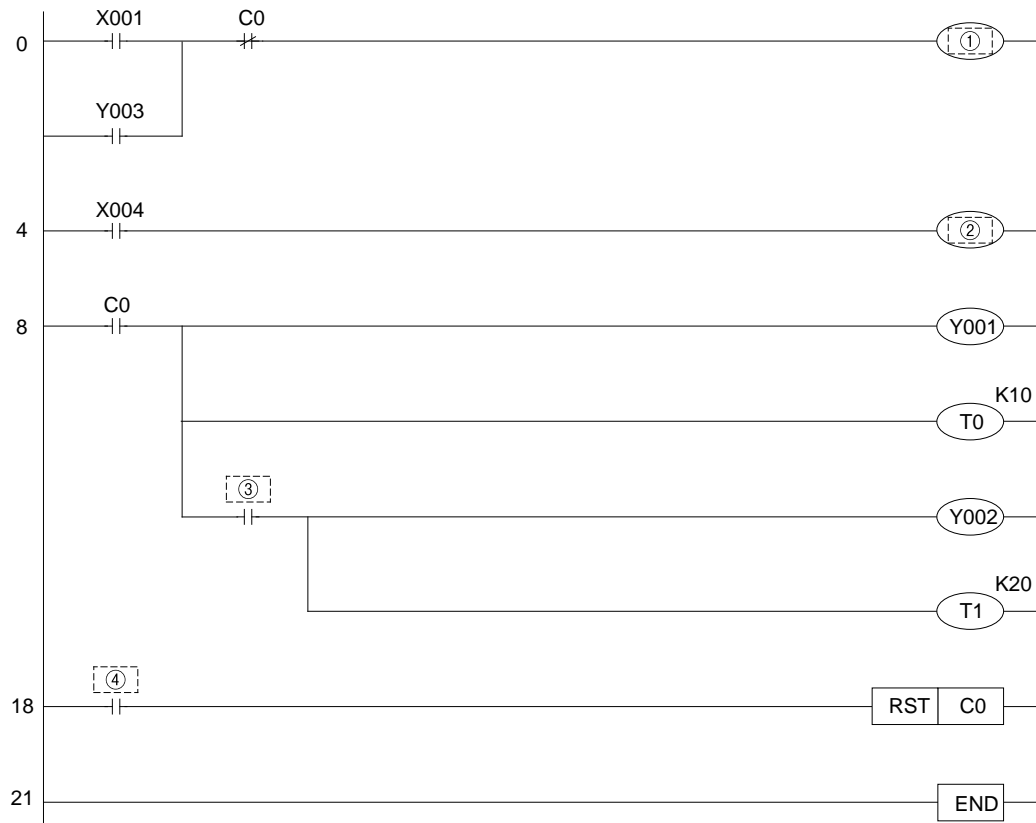 X001 C0
0 ①
Y003
X004
4 ②
C0
8 Y001
K10
T0
③
Y002
K20
T1
④
18 RST C0
21 END